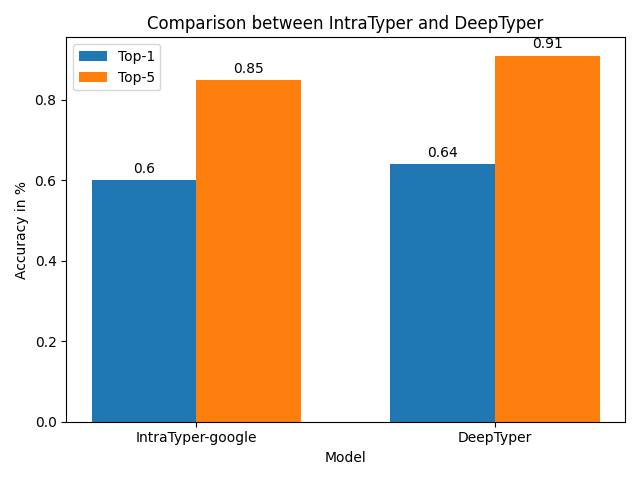 Comparison between IntraTyper and DeepTyper
Top-1
Top-5
0.6
0.85
0.64
0.91
Accuracy in %
0.8
0.6
0.4
0.2
0.0
IntraTyper-google
DeepTyper
Model